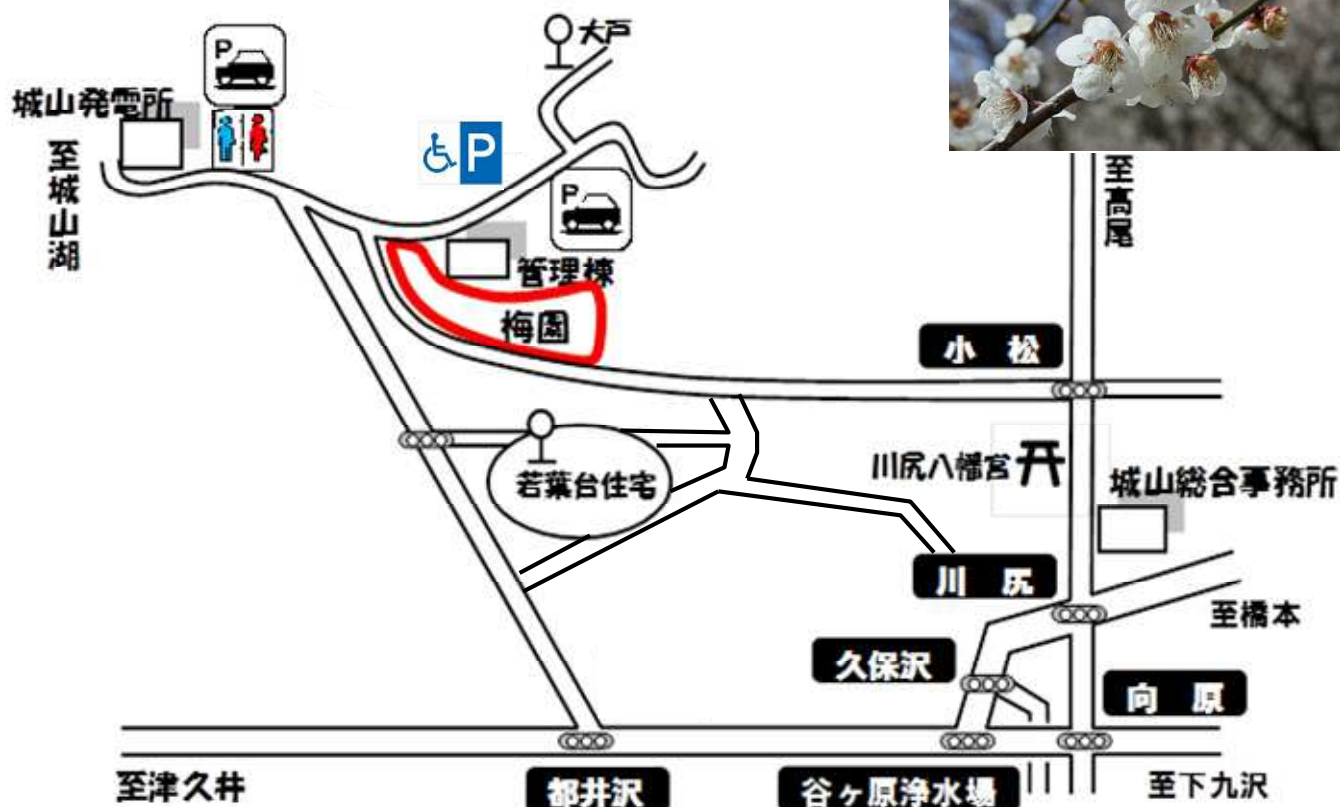 大戸
P
城山発電所
至城山湖
P
P
管理棟
梅園
至高尾
小松
若葉台住宅
川尻八幡宮
城山総合事務所
川尻
至橋本
久保沢
向原
至津久井
都井沢
谷ヶ原浄水場
至下九沢